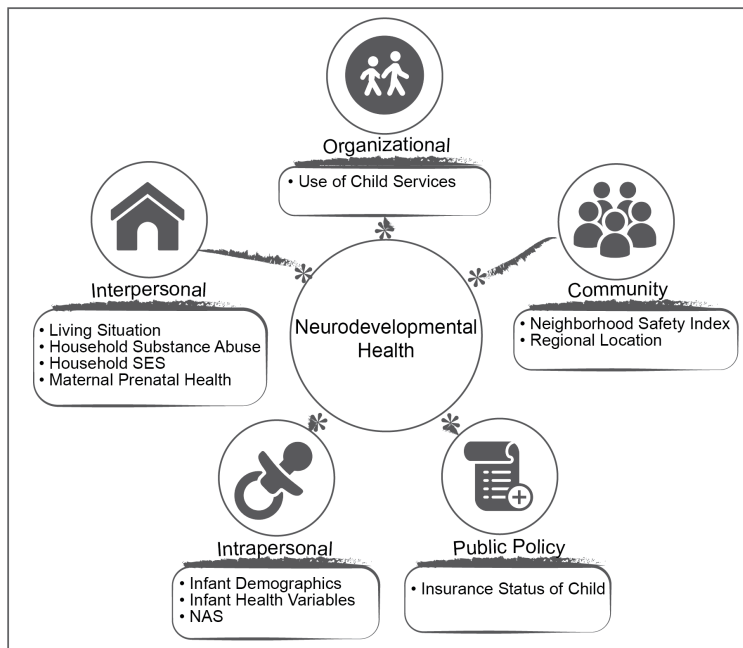 Organizational
• Use of Child Services
Interpersonal
• Living Situation
• Household Substance Abuse
• Household SES
• Maternal Prenatal Health
Community
• Neighborhood Safety Index
• Regional Location
Neurodevelopmental
Health
Intrapersonal
• Infant Demographics
• Infant Health Variables
• NAS
Public Policy
• Insurance Status of Child